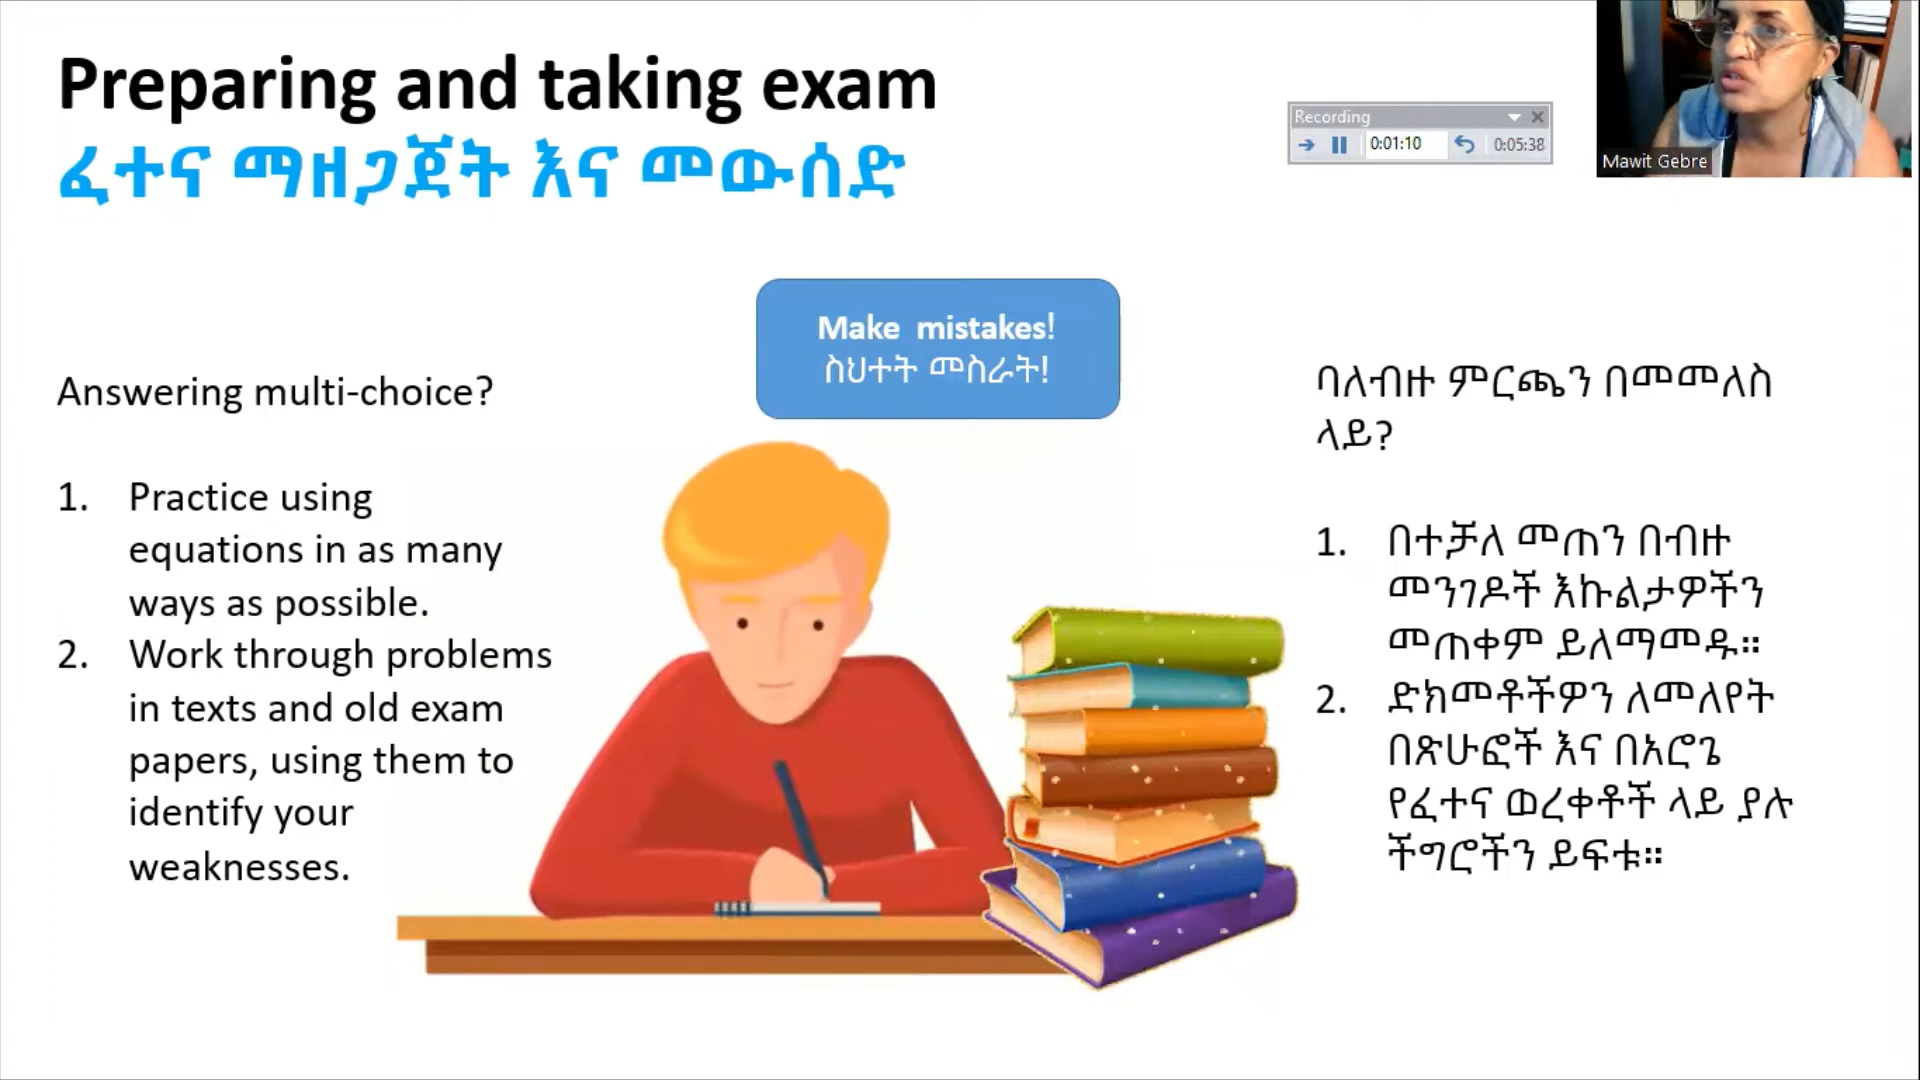 Preparing and taking exam
ፈተና ማዘጋጀት እና መውሰድ
Recording
0:01:10
0:05:38
Mawit Gebre
Make mistakes!
ስህተት መስራት!
Answering multi-choice?
1. Practice using
equations in as many
ways as possible.
2. Work through problems
in texts and old exam
papers, using them to
identify your
weaknesses.
ባለብዙ ምርጫን በመመለስ
ላይ?
1. በተቻለ መጠን በብዙ
መንገዶች እኩልታዎችን
መጠቀም ይለማመዱ።
2. ድክመቶችዎን ለመለየት
በጽሁፎች እና በአሮጌ
የፈተና ወረቀቶች ላይ ያሉ
ችግሮችን ይፍቱ።